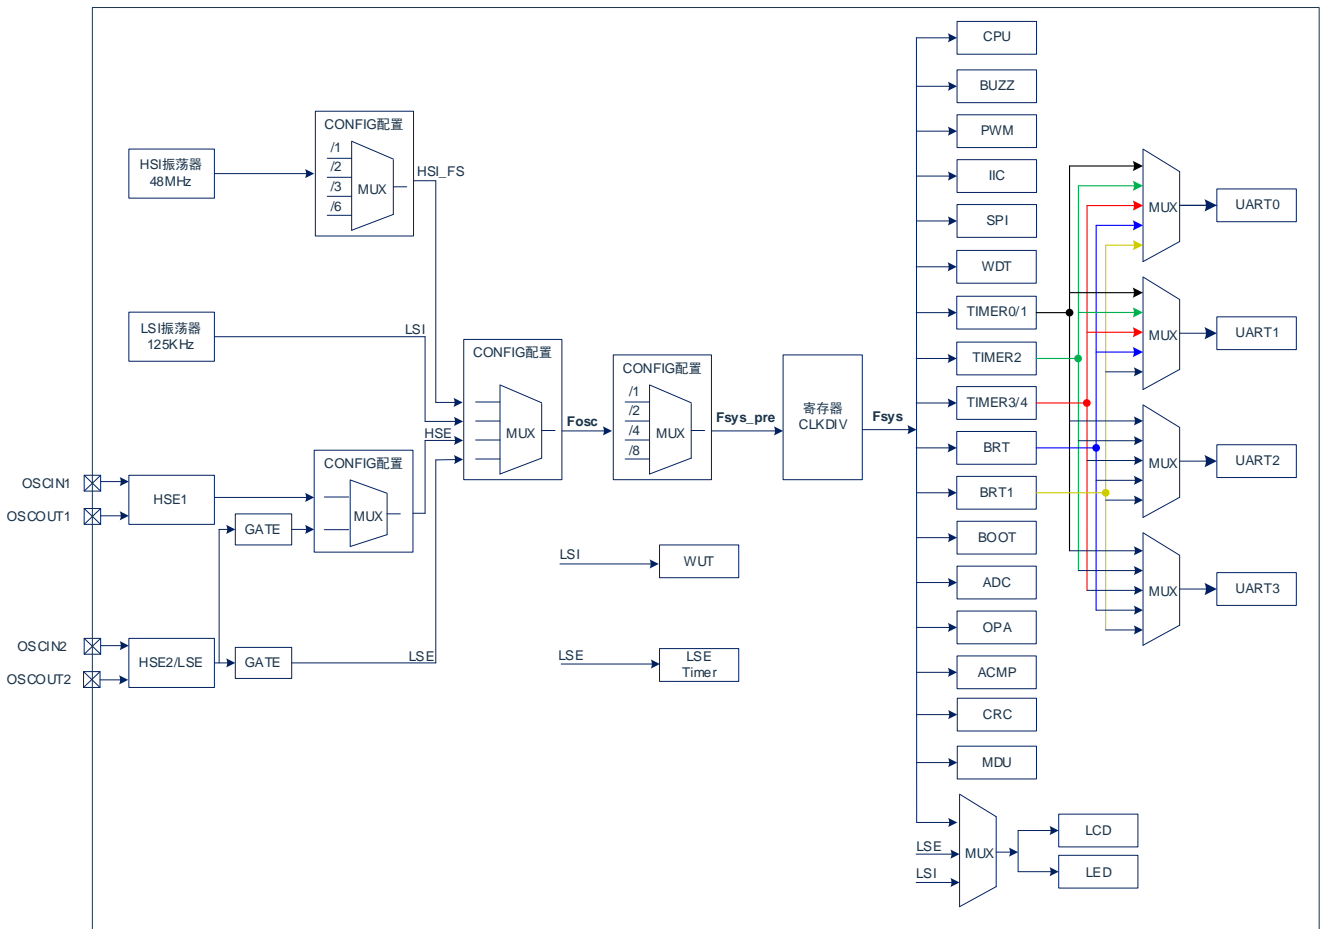 HSI振荡器
48MHz
CONFIG配置
/1
/2
/3
/6
MUX
HSI_FS
LSI振荡器
125KHz
LSI
OSCIN1
OSCOUT1
HSE1
GATE
CONFIG配置
MUX
HSE
OSCIN2
OSCOUT2
HSE2/LSE
GATE
LSE
CONFIG配置
MUX
Fosc
CONFIG配置
/1
/2
/4
/8
MUX
Fsys_pre
寄存器
CLKDIV
Fsys
LSI
WUT
LSE
LSE
Timer
CPU
BUZZ
PWM
IIC
SPI
WDT
TIMER0/1
TIMER2
TIMER3/4
BRT
BRT1
BOOT
ADC
OPA
ACMP
CRC
MDU
LSE
LSI
MUX
LCD
LED
MUX
UART0
MUX
UART1
MUX
UART2
MUX
UART3